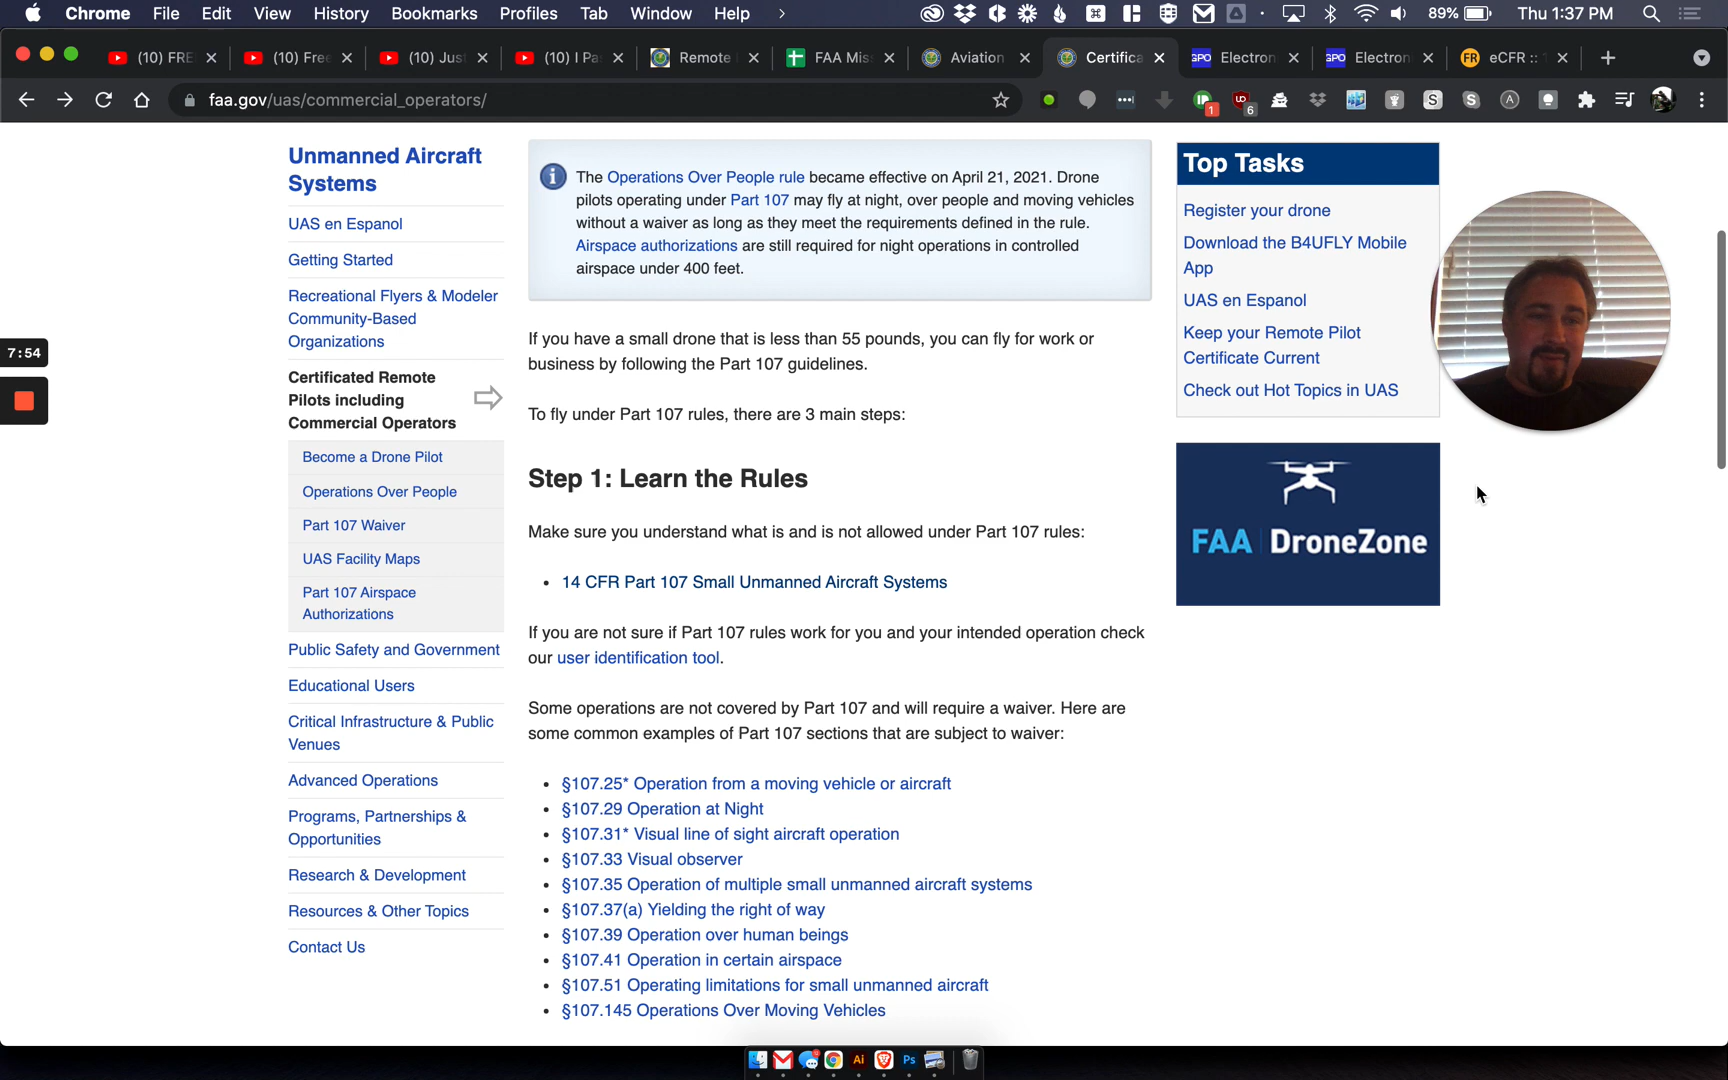 Chrome File Edit View History Bookmarks Profiles Tab Window Help
89% Thu 1:37 PM
(10) FRE
(10) Free
(10) Just
(10) I Pa
Remote
FAA Mis
Aviation
Certifica
GPO Electron
GPO Electron
FR eCFR ::
faa.gov/uas/commercial_operators/
1
6
7:54
Unmanned Aircraft
Systems
UAS en Espanol
Getting Started
Recreational Flyers & Modeler
Community-Based
Organizations
Certificated Remote
Pilots including
Commercial Operators
Become a Drone Pilot
Operations Over People
Part 107 Waiver
UAS Facility Maps
Part 107 Airspace
Authorizations
Public Safety and Government
Educational Users
Critical Infrastructure & Public
Venues
Advanced Operations
Programs, Partnerships &
Opportunities
Research & Development
Resources & Other Topics
Contact Us
The Operations Over People rule became effective on April 21, 2021. Drone
pilots operating under Part 107 may fly at night, over people and moving vehicles
without a waiver as long as they meet the requirements defined in the rule.
Airspace authorizations are still required for night operations in controlled
airspace under 400 feet.
If you have a small drone that is less than 55 pounds, you can fly for work or
business by following the Part 107 guidelines.
To fly under Part 107 rules, there are 3 main steps:
Step 1: Learn the Rules
Make sure you understand what is and is not allowed under Part 107 rules:
• 14 CFR Part 107 Small Unmanned Aircraft Systems
If you are not sure if Part 107 rules work for you and your intended operation check
our user identification tool.
Some operations are not covered by Part 107 and will require a waiver. Here are
some common examples of Part 107 sections that are subject to waiver:
• §107.25* Operation from a moving vehicle or aircraft
• §107.29 Operation at Night
• §107.31* Visual line of sight aircraft operation
• §107.33 Visual observer
• §107.35 Operation of multiple small unmanned aircraft systems
• §107.37(a) Yielding the right of way
• §107.39 Operation over human beings
• §107.41 Operation in certain airspace
• §107.51 Operating limitations for small unmanned aircraft
• §107.145 Operations Over Moving Vehicles
Top Tasks
Register your drone
Download the B4UFLY Mobile
App
UAS en Espanol
Keep your Remote Pilot
Certificate Current
Check out Hot Topics in UAS
FAA DroneZone
Ai
Ps